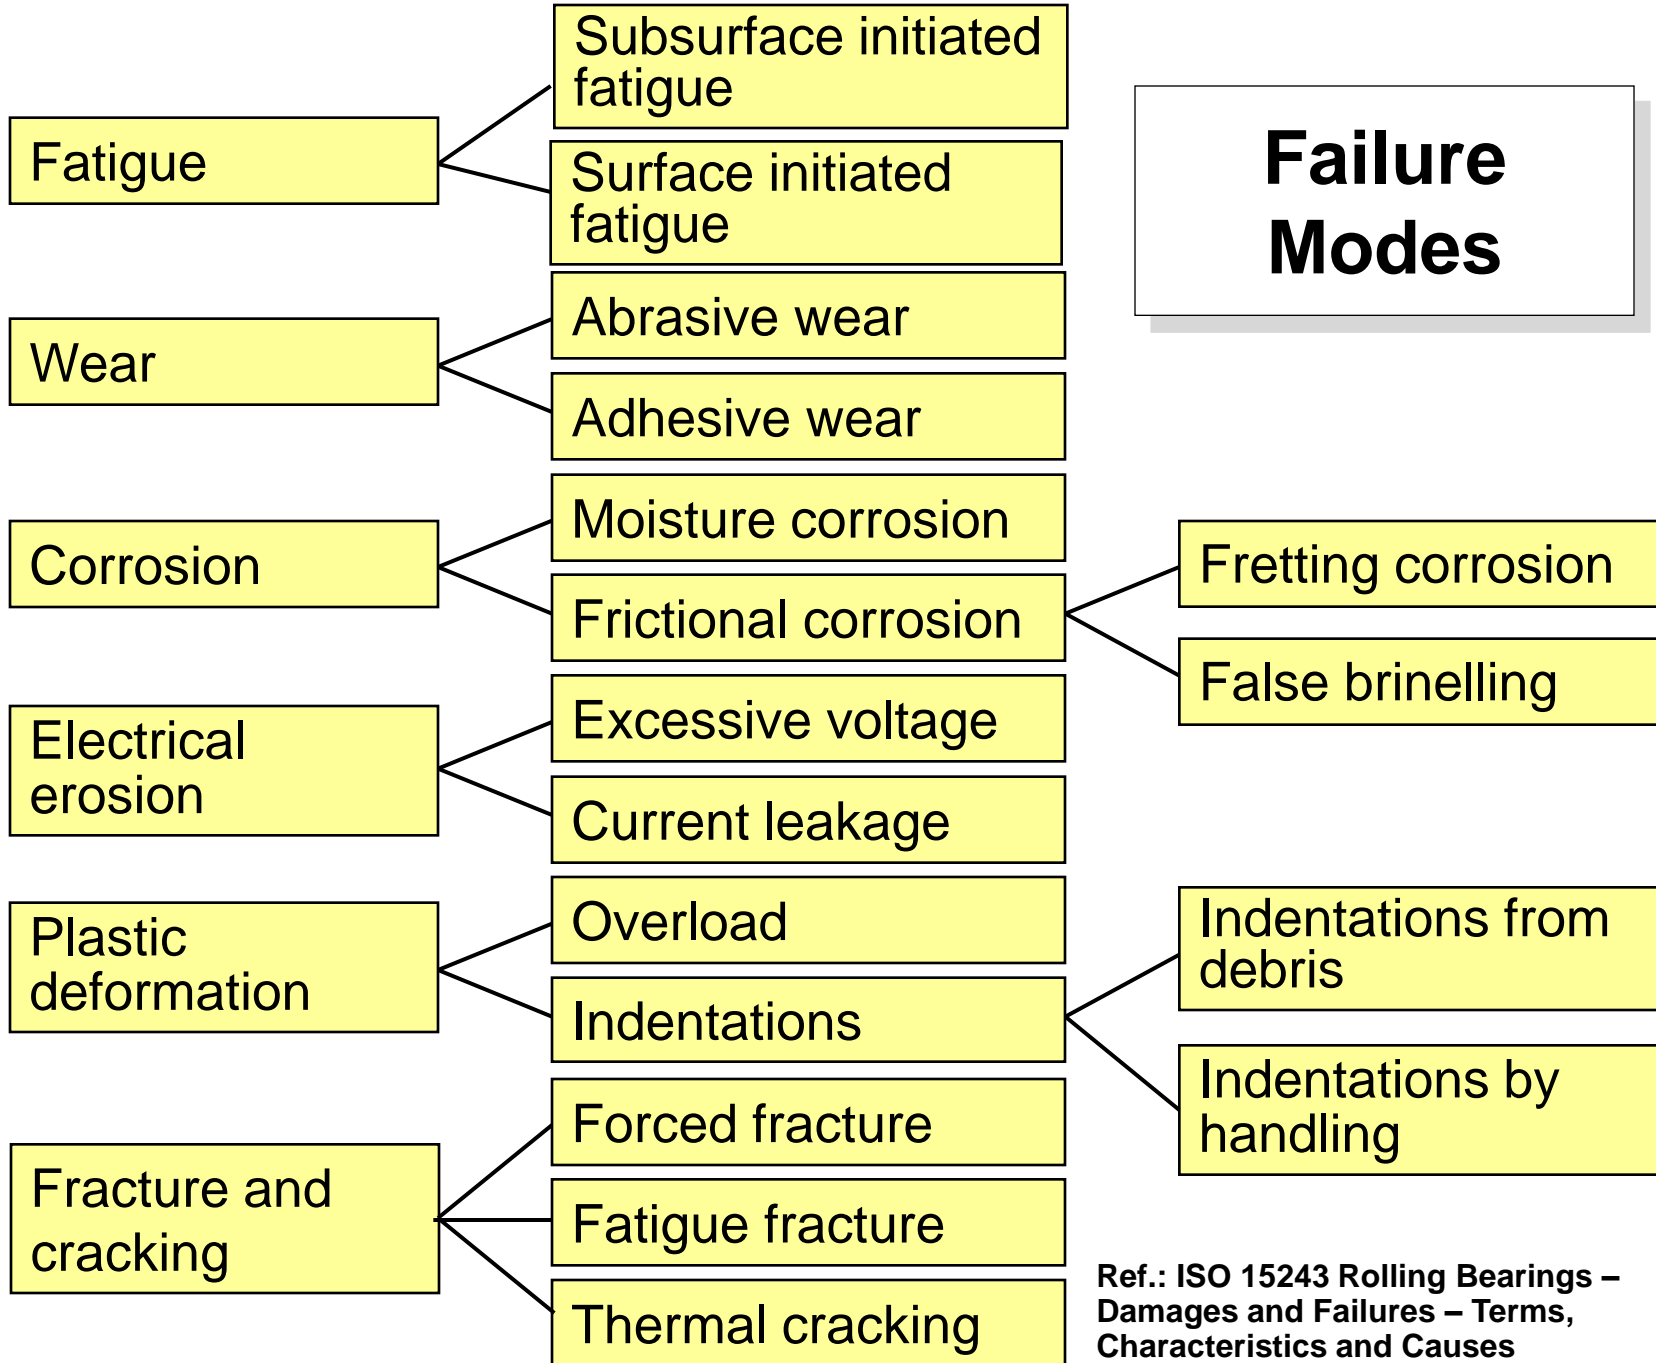 Failure
Modes
Fatigue
Subsurface initiated
fatigue
Surface initiated
fatigue
Wear
Abrasive wear
Adhesive wear
Corrosion
Moisture corrosion
Frictional corrosion
Fretting corrosion
False brinelling
Electrical
erosion
Excessive voltage
Current leakage
Plastic
deformation
Overload
Indentations
Indentations from
debris
Indentations by
handling
Fracture and
cracking
Forced fracture
Fatigue fracture
Thermal cracking
Ref.: ISO 15243 Rolling Bearings –
Damages and Failures – Terms,
Characteristics and Causes